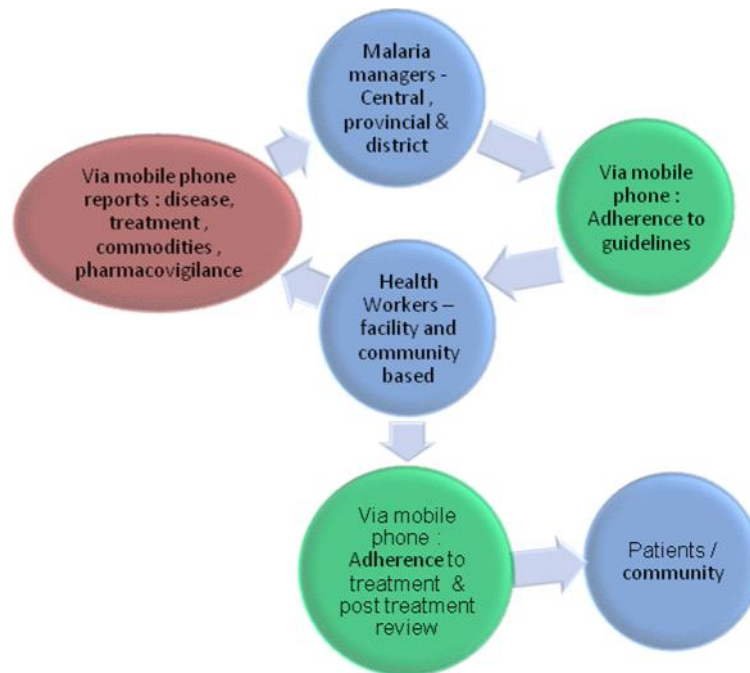 Malaria
managers -
Central ,
provincial &
district
Via mobile phone
reports : disease,
treatment ,
commodities ,
pharmacovigilance
Via mobile
phone :
Adherence to
guidelines
Health
Workers –
facility and
community
based
Via mobile
phone :
Adherence to
treatment &
post treatment
review
Patients /
community